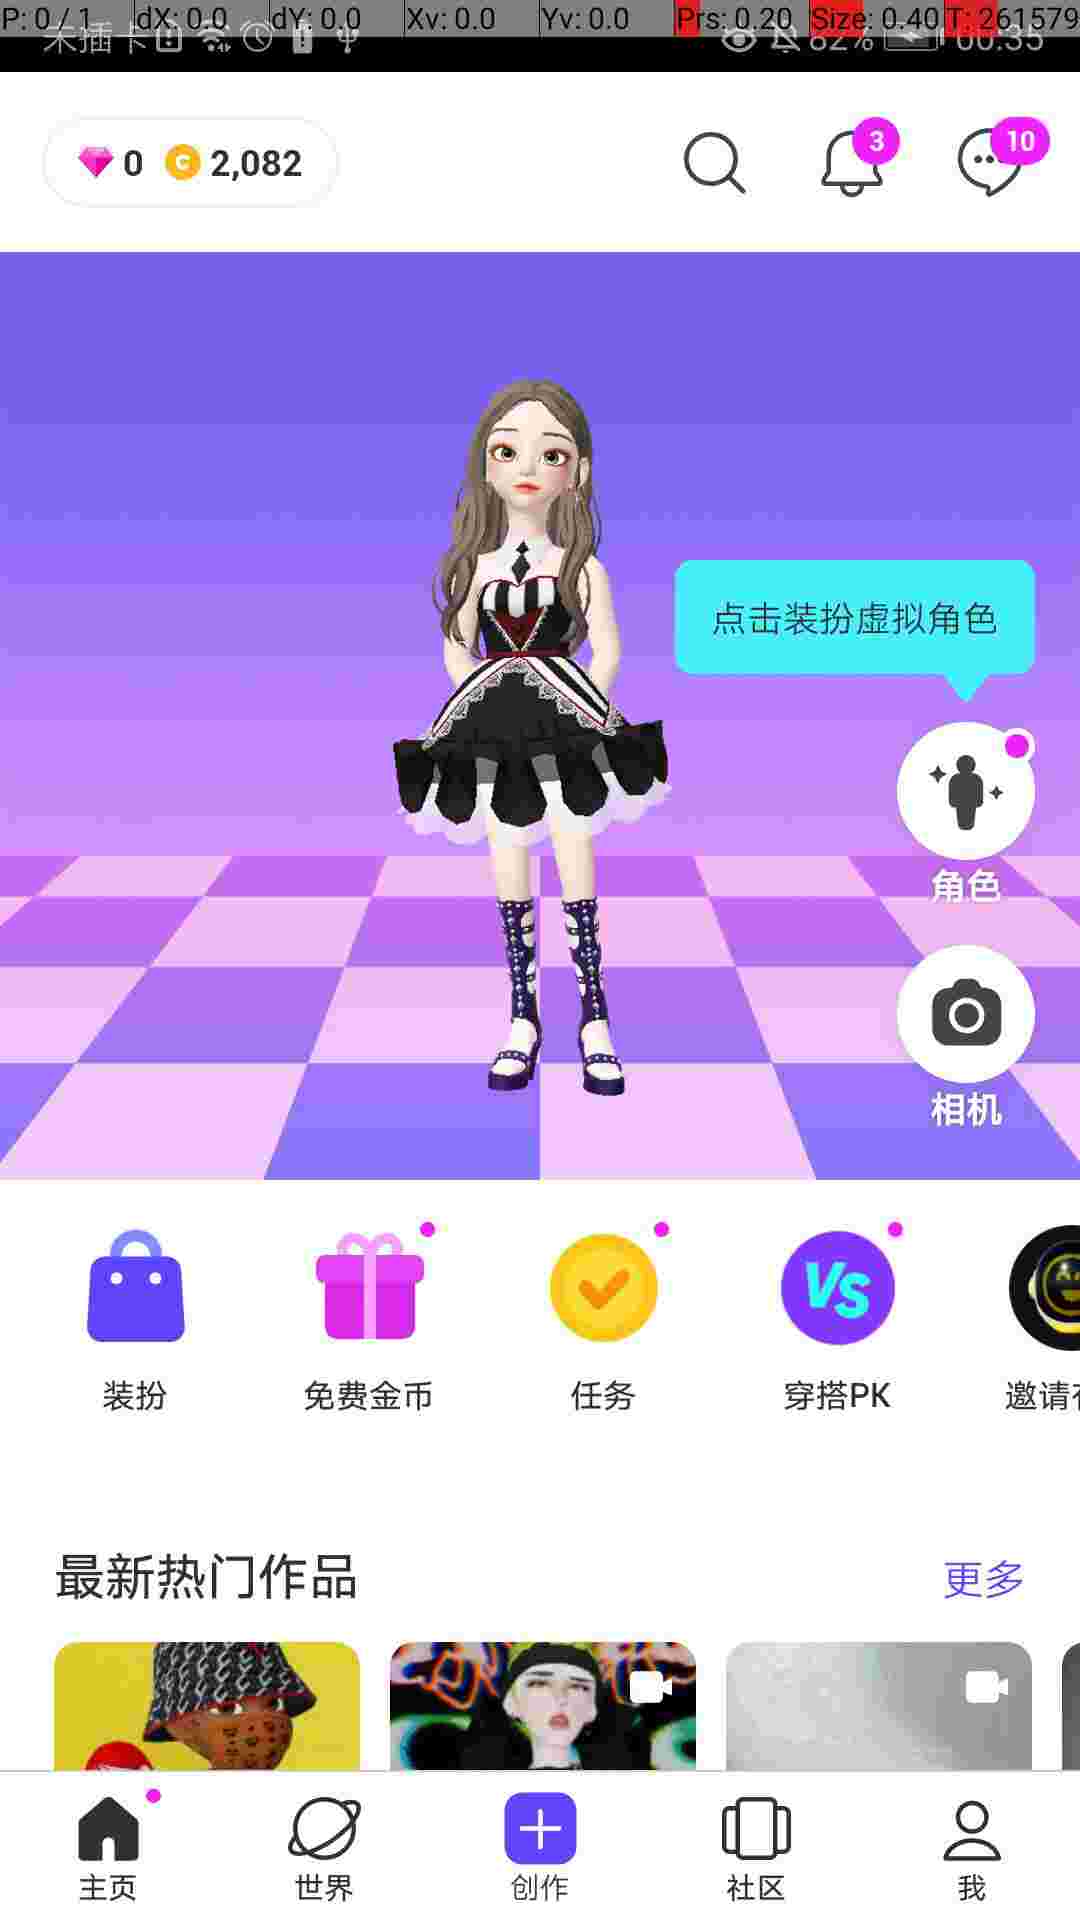 P: 0 / 1 dX: 0.0 dY: 0.0 Xv: 0.0 Yv: 0.0 Prs: 0.20 Size: 0.40 T: 261579
未插卡 82% 00:35
0 2,082 3 10
点击装扮虚拟角色
角色
相机
VS
装扮 免费金币 任务 穿搭PK 邀请
最新热门作品 更多
主页 世界 创作 社区 我